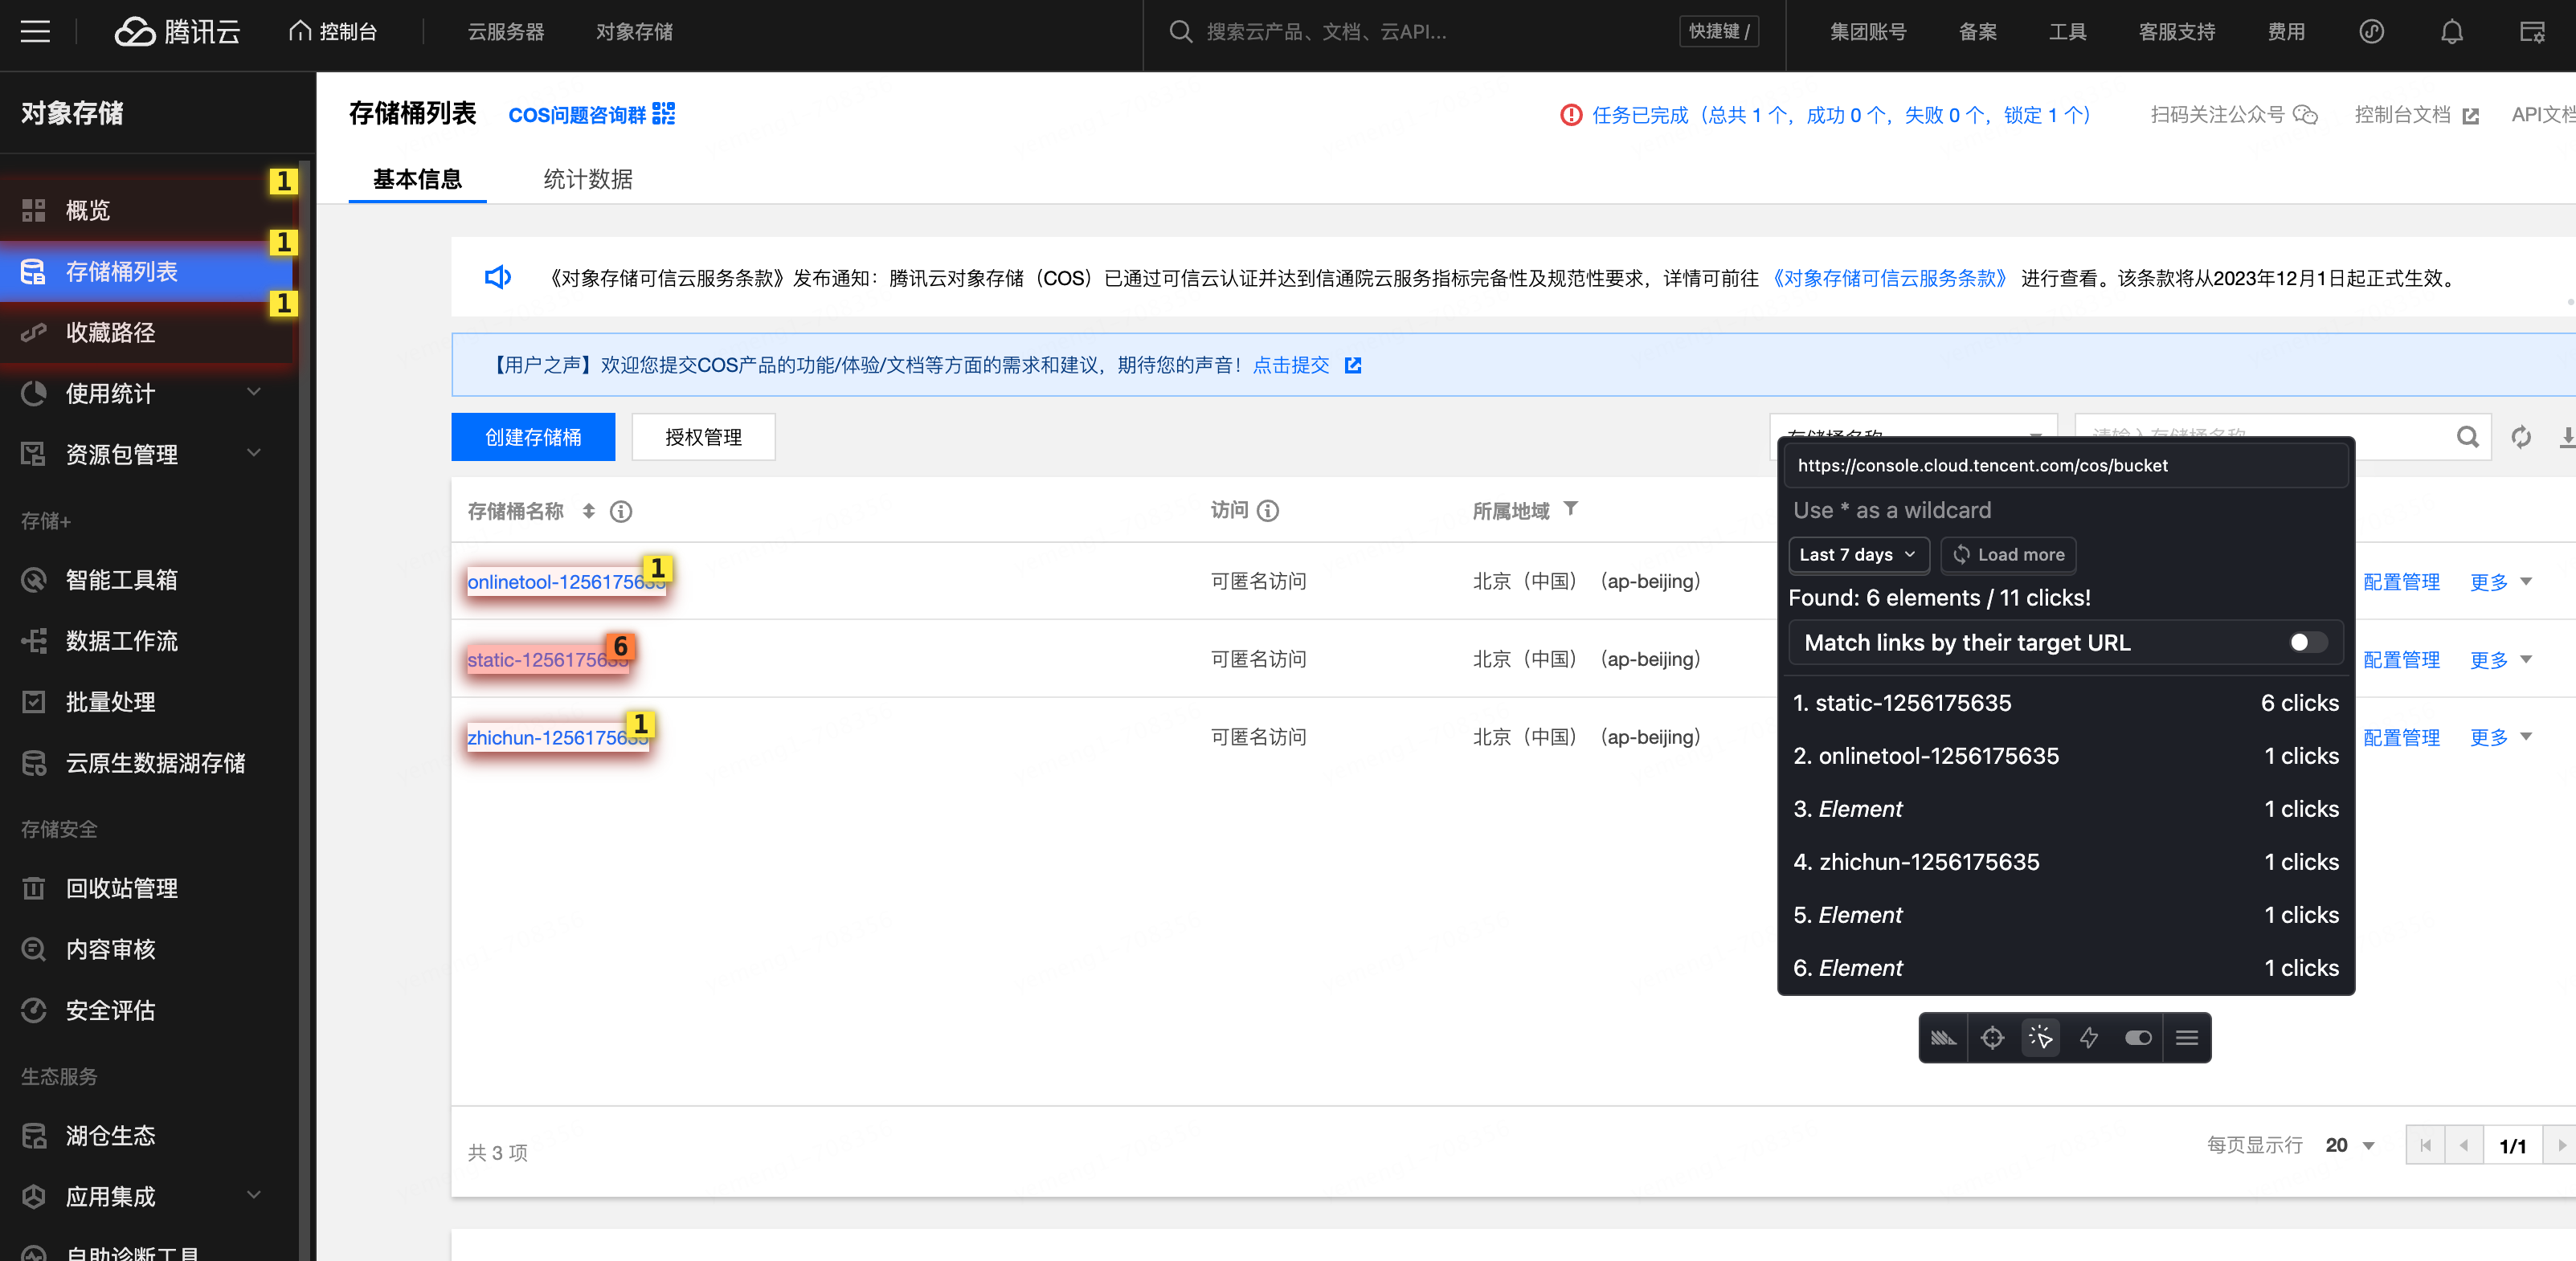 腾讯云
控制台
云服务器
对象存储
搜索云产品、文档、云API...
快捷键 /
集团账号
备案
工具
客服支持
费用
对象存储
概览
1
存储桶列表
1
收藏路径
1
使用统计
资源包管理
存储+
智能工具箱
数据工作流
批量处理
云原生数据湖存储
存储安全
回收站管理
内容审核
安全评估
生态服务
湖仓生态
应用集成
自助诊断工具
存储桶列表
COS问题咨询群
任务已完成（总共 1 个，成功 0 个，失败 0 个，锁定 1 个）
扫码关注公众号
控制台文档
API文档
基本信息
统计数据
《对象存储可信云服务条款》发布通知：腾讯云对象存储（COS）已通过可信云认证并达到信通院云服务指标完备性及规范性要求，详情可前往 《对象存储可信云服务条款》 进行查看。该条款将从2023年12月1日起正式生效。
【用户之声】欢迎您提交COS产品的功能/体验/文档等方面的需求和建议，期待您的声音！点击提交
创建存储桶
授权管理
存储桶名称
请输入存储桶名称
存储桶名称
访问
所属地域
onlinetool-1256175635
1
可匿名访问
北京（中国）（ap-beijing）
配置管理
更多
static-1256175635
6
可匿名访问
北京（中国）（ap-beijing）
配置管理
更多
zhichun-1256175635
1
可匿名访问
北京（中国）（ap-beijing）
配置管理
更多
https://console.cloud.tencent.com/cos/bucket
Use * as a wildcard
Last 7 days
Load more
Found: 6 elements / 11 clicks!
Match links by their target URL
1. static-1256175635 6 clicks
2. onlinetool-1256175635 1 clicks
3. Element 1 clicks
4. zhichun-1256175635 1 clicks
5. Element 1 clicks
6. Element 1 clicks
共 3 项
每页显示行
20
1/1